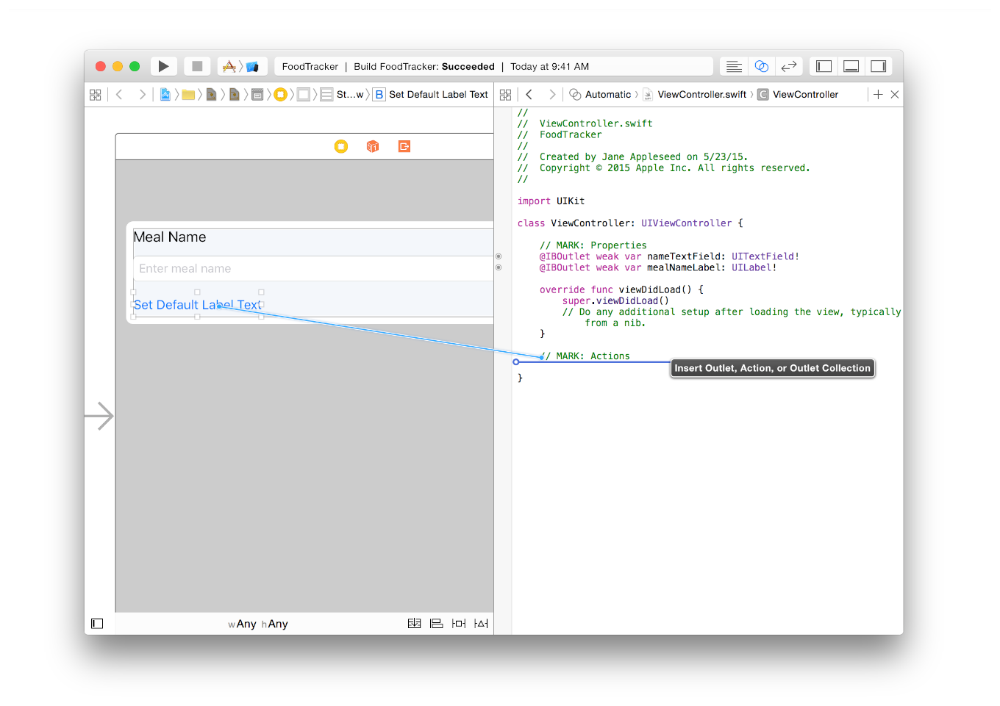 FoodTracker | Build FoodTracker: Succeeded | Today at 9:41 AM
St...w B Set Default Label Text
Automatic ViewController.swift C ViewController
Meal Name
Enter meal name
Set Default Label Text
wAny hAny
//
// ViewController.swift
// FoodTracker
//
// Created by Jane Appleseed on 5/23/15.
// Copyright © 2015 Apple Inc. All rights reserved.
//
import UIKit
class ViewController: UIViewController {
// MARK: Properties
@IBOutlet weak var nameTextField: UITextField!
@IBOutlet weak var mealNameLabel: UILabel!
override func viewDidLoad() {
super.viewDidLoad()
// Do any additional setup after loading the view, typically
from a nib.
}
// MARK: Actions
Insert Outlet, Action, or Outlet Collection
}